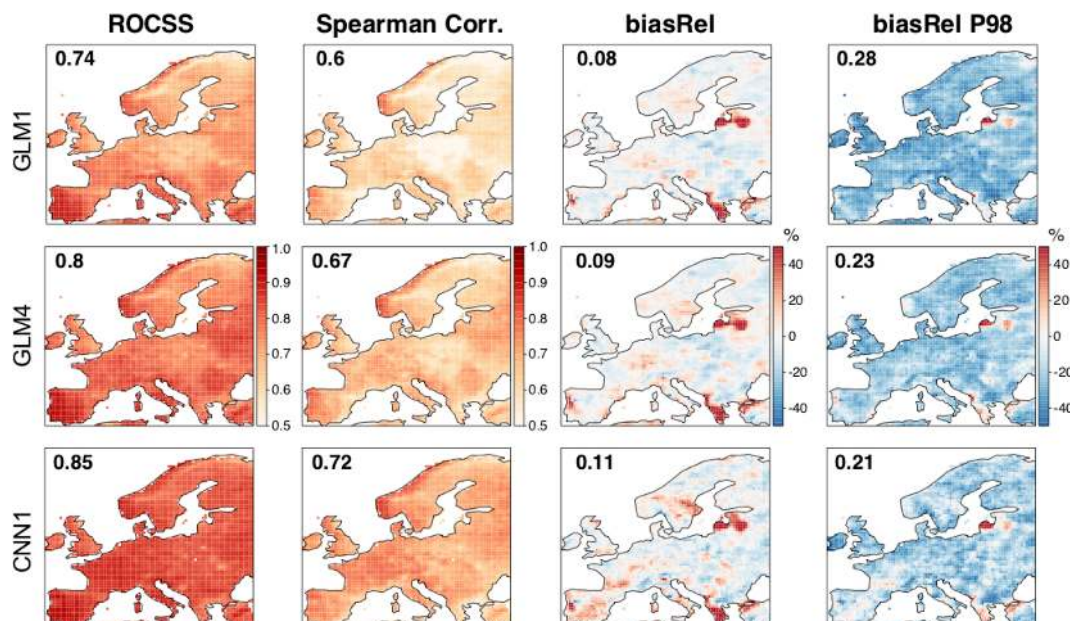 ROCSS Spearman Corr. biasRel biasRel P98
GLM1
0.74 0.6 0.08 0.28
GLM4
0.8 0.67 0.09 0.23
1.0 1.0 % %
0.9 0.9 40 40
0.8 0.8 20 20
0.7 0.7 0 0
0.6 0.6 -20 -20
0.5 0.5 -40 -40
CNN1
0.85 0.72 0.11 0.21